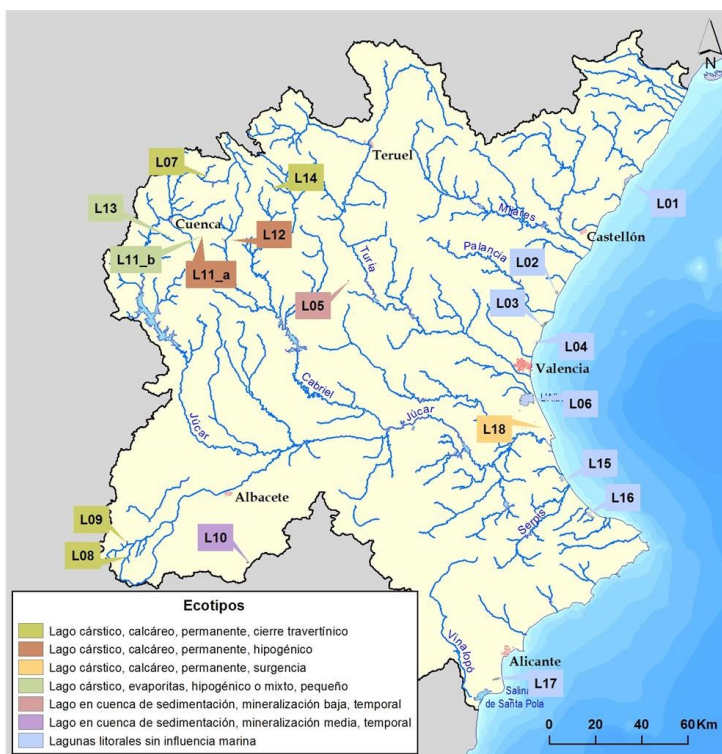 N
Teruel
L07
L14
L01
L13
Cuenca
L12
Mijares
Castellón
L11_b
L11_a
Palancia
L02
Turia
L05
L03
L04
Valencia
L06
Cabriel
Júcar
Júcar
L18
L15
Albacete
L16
L09
L08
L10
Serpis
Vinalopó
Alicante
L17
Salina
de Santa Pola
Ecotipos
Lago cárstico, calcáreo, permanente, cierre travertínico
Lago cárstico, calcáreo, permanente, hipogénico
Lago cárstico, calcáreo, permanente, surgencia
Lago cárstico, evaporitas, hipogénico o mixto, pequeño
Lago en cuenca de sedimentación, mineralización baja, temporal
Lago en cuenca de sedimentación, mineralización media, temporal
Lagunas litorales sin influencia marina
0 20 40 60 Km